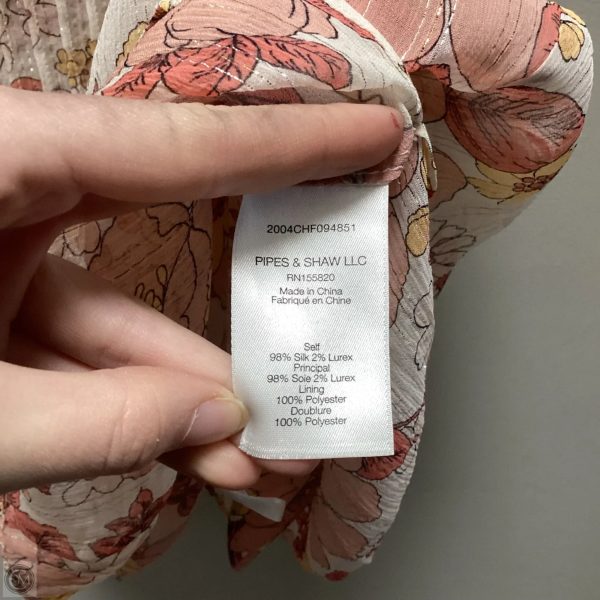 2004CHF094851
PIPES & SHAW LLC
RN155820
Made in China
Fabriqué en Chine
Self
98% Silk 2% Lurex
Principal
98% Soie 2% Lurex
Lining
100% Polyester
Doublure
100% Polyester